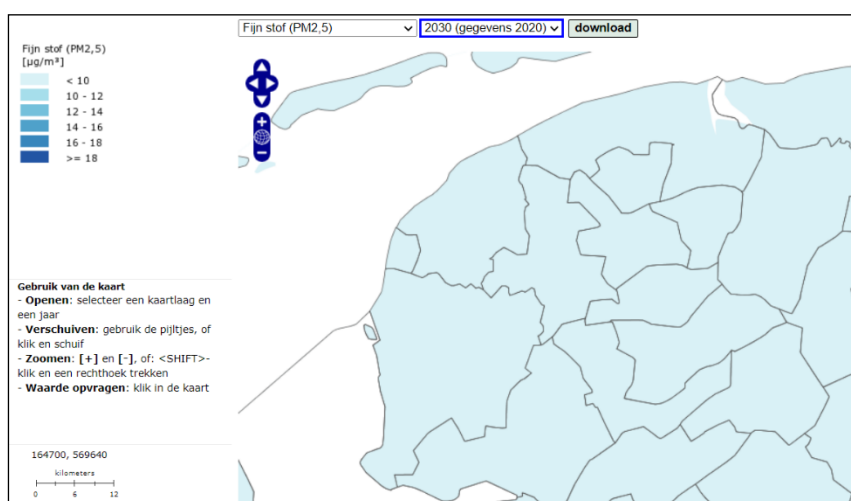 Fijn stof (PM2,5) 2030 (gegevens 2020) download
Fijn stof (PM2,5)
[µg/m³]
< 10
10 - 12
12 - 14
14 - 16
16 - 18
>= 18
Gebruik van de kaart
- Openen: selecteer een kaartlaag en
een jaar
- Verschuiven: gebruik de pijltjes, of
klik en schuif
- Zoomen: [+] en [-], of: <SHIFT>-
klik en een rechthoek trekken
- Waarde opvragen: klik in de kaart
164700, 569640
kilometers
0 6 12